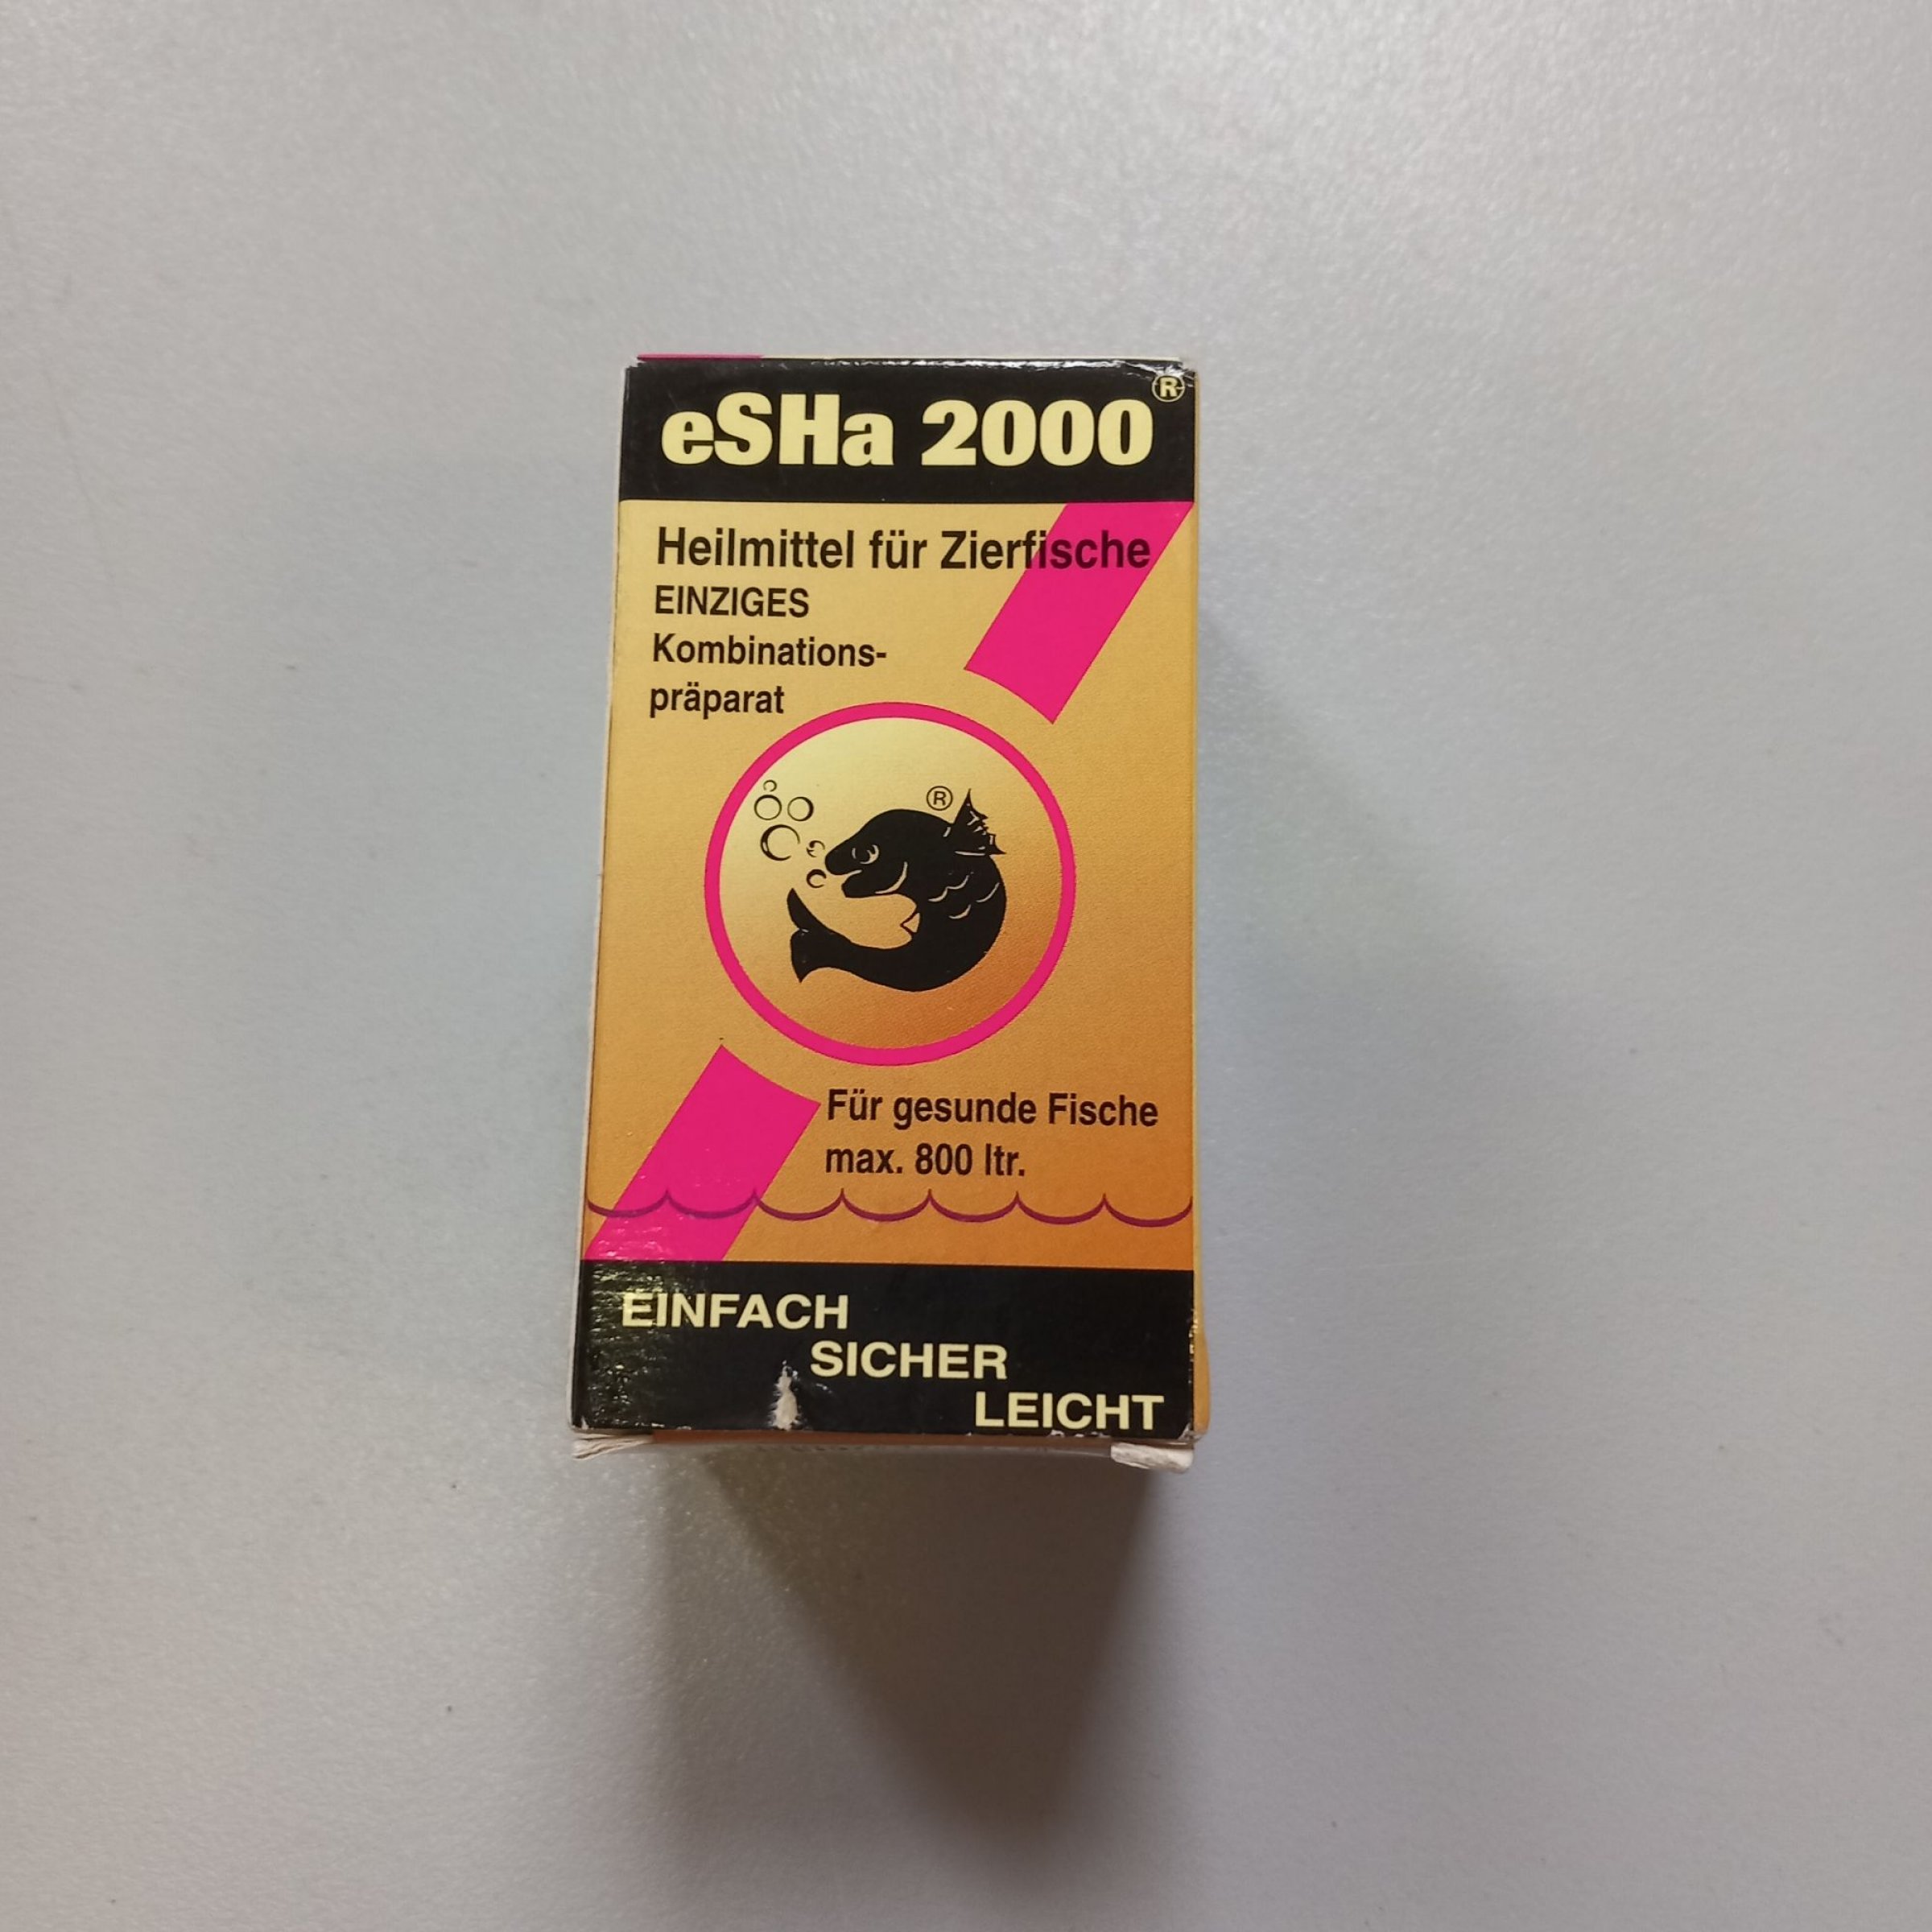 eSHa 2000®
Heilmittel für Zierfische
EINZIGES
Kombinations-
präparat
®
Für gesunde Fische
max. 800 ltr.
EINFACH
SICHER
LEICHT